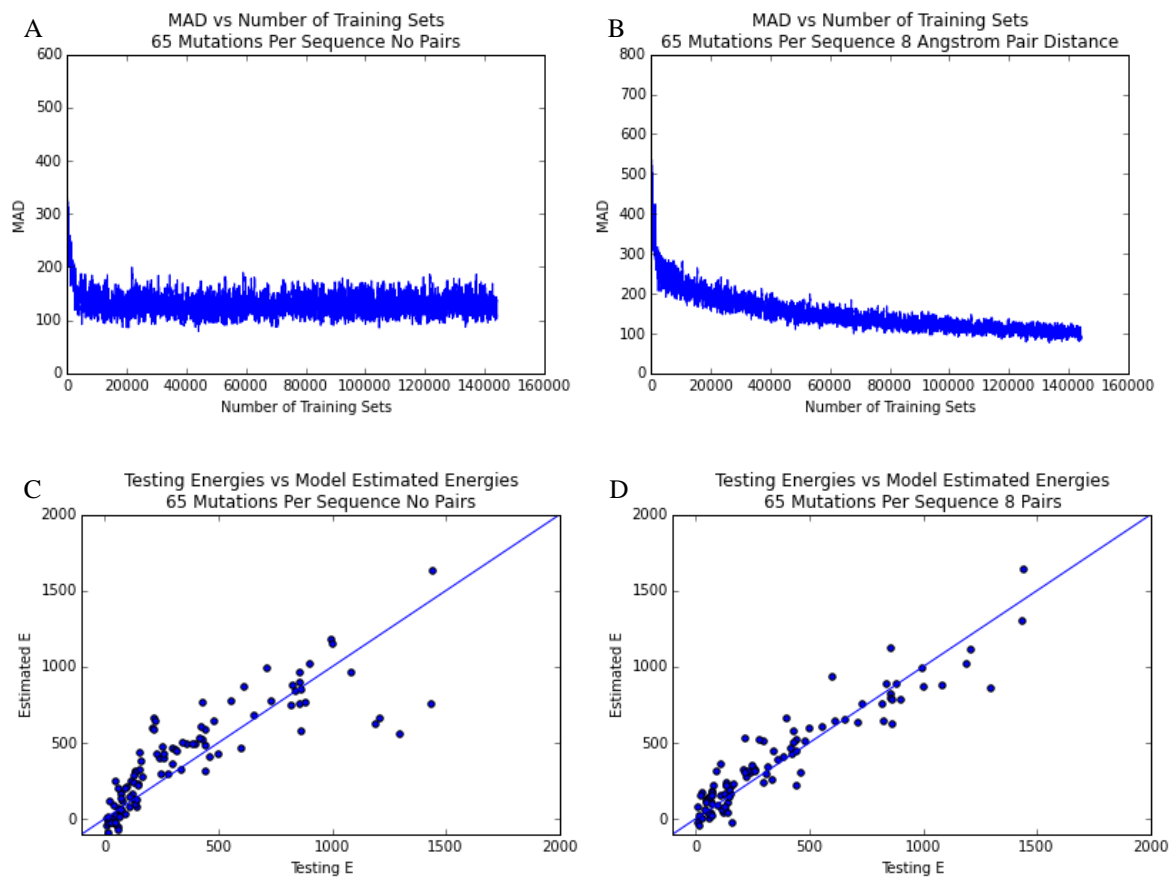 A
MAD vs Number of Training Sets
65 Mutations Per Sequence No Pairs
600
500
400
300
200
100
0
MAD
0 20000 40000 60000 80000 100000 120000 140000 160000
Number of Training Sets
B
MAD vs Number of Training Sets
65 Mutations Per Sequence 8 Angstrom Pair Distance
800
700
600
500
400
300
200
100
0
MAD
0 20000 40000 60000 80000 100000 120000 140000 160000
Number of Training Sets
C
Testing Energies vs Model Estimated Energies
65 Mutations Per Sequence No Pairs
2000
1500
1000
500
0
Estimated E
0 500 1000 1500 2000
Testing E
D
Testing Energies vs Model Estimated Energies
65 Mutations Per Sequence 8 Pairs
2000
1500
1000
500
0
Estimated E
0 500 1000 1500 2000
Testing E